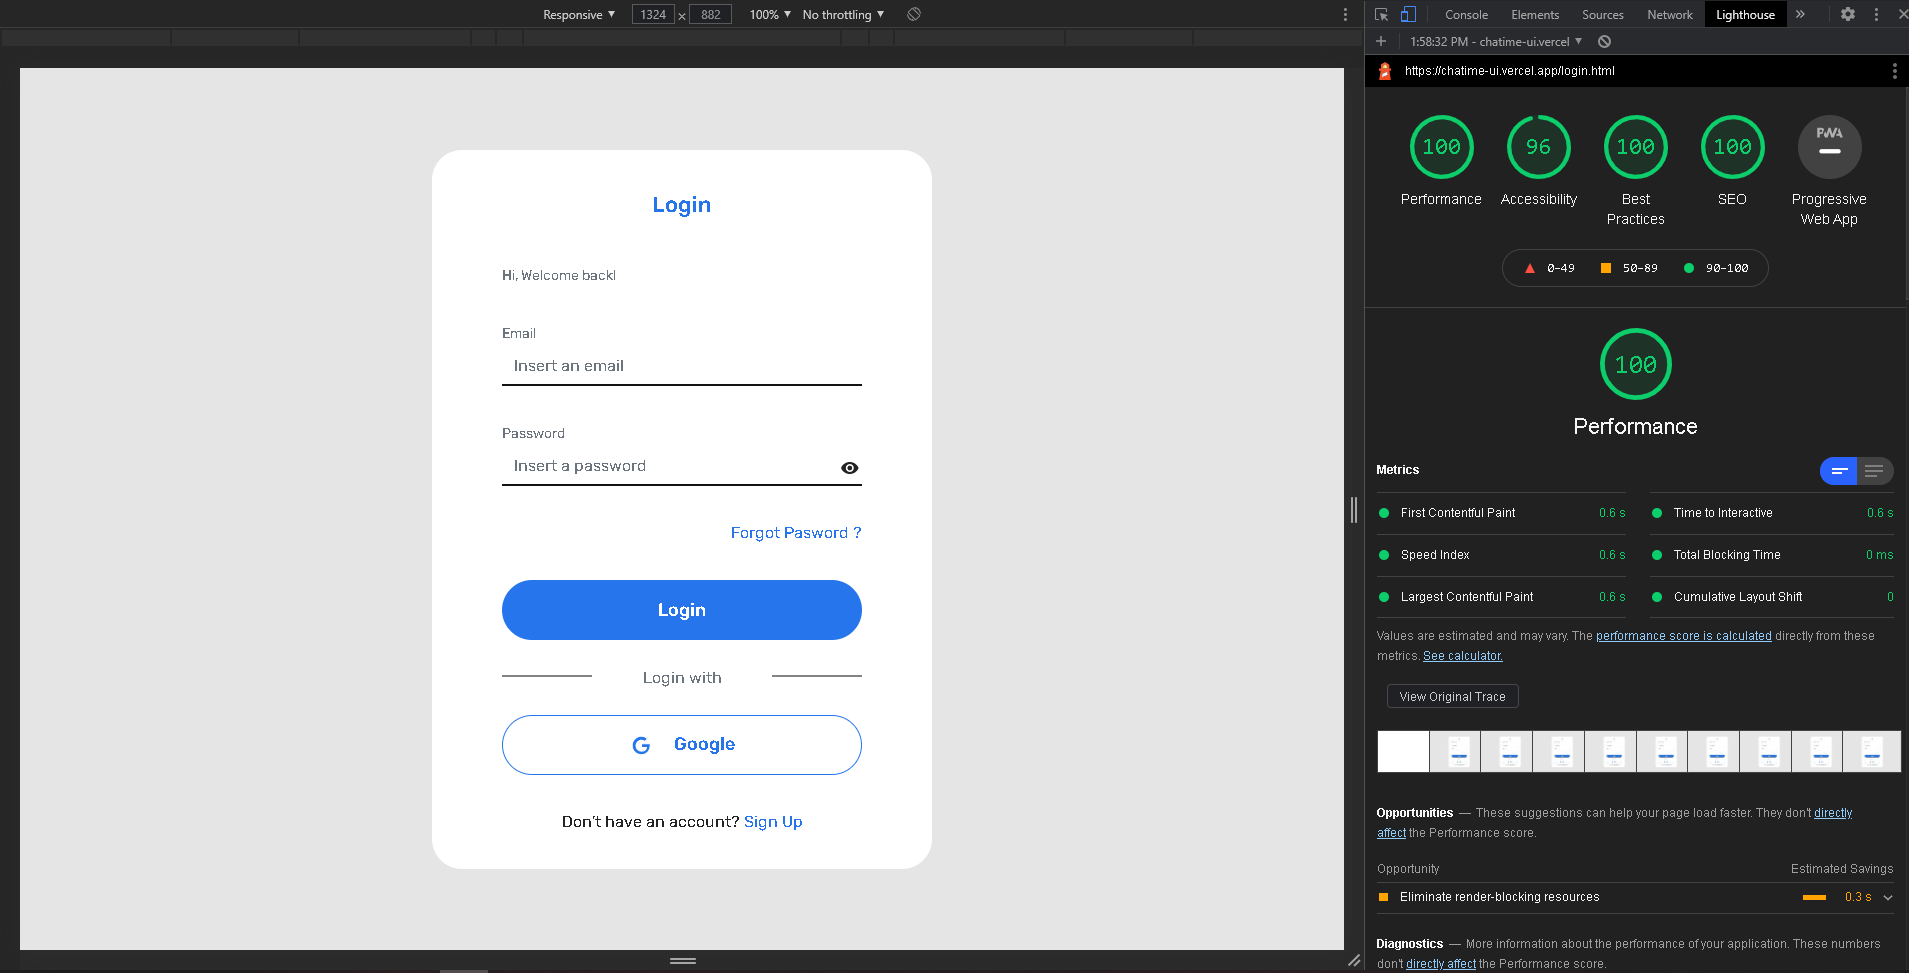 Responsive ▼ 1324 × 882 100% ▼ No throttling ▼
Console Elements Sources Network Lighthouse »
+ 1:58:32 PM - chatime-ui.vercel ▼
https://chatime-ui.vercel.app/login.html
Login
Hi, Welcome back!
Email
Insert an email
Password
Insert a password
Forgot Pasword ?
Login
Login with
Google
Don't have an account? Sign Up
100 96 100 100 PWA
Performance Accessibility Best Practices SEO Progressive Web App
0–49 50–89 90–100
100
Performance
Metrics
First Contentful Paint 0.6 s
Time to Interactive 0.6 s
Speed Index 0.6 s
Total Blocking Time 0 ms
Largest Contentful Paint 0.6 s
Cumulative Layout Shift 0
Values are estimated and may vary. The performance score is calculated directly from these
metrics. See calculator.
View Original Trace
Opportunities — These suggestions can help your page load faster. They don't directly
affect the Performance score.
Opportunity Estimated Savings
Eliminate render-blocking resources 0.3 s
Diagnostics — More information about the performance of your application. These numbers
don't directly affect the Performance score.